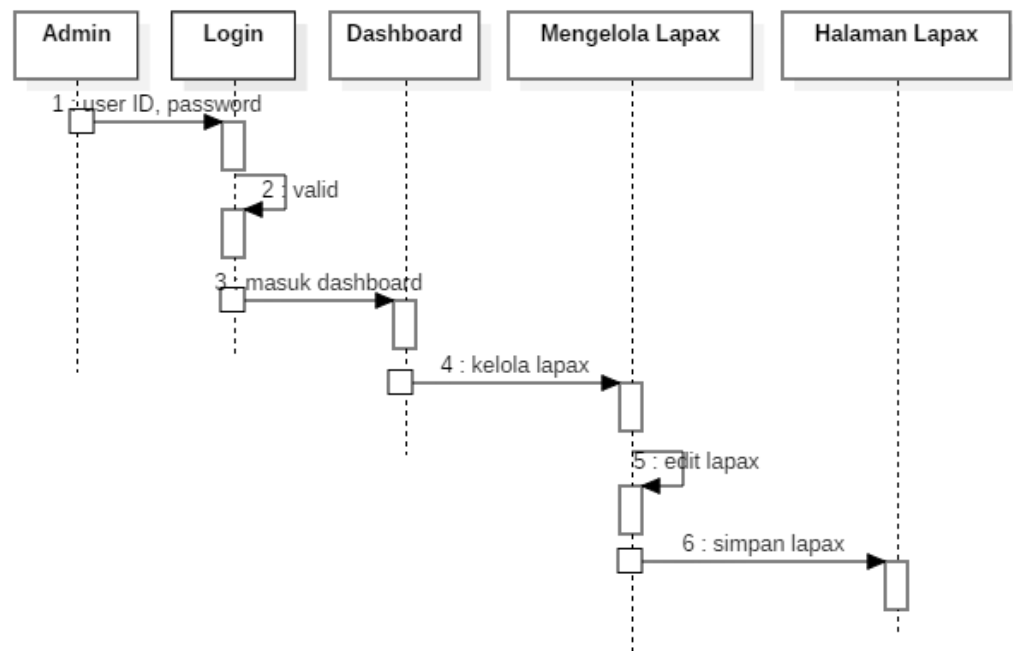 Admin
Login
Dashboard
Mengelola Lapax
Halaman Lapax
1 : user ID, password
2 : valid
3 : masuk dashboard
4 : kelola lapax
5 : edit lapax
6 : simpan lapax